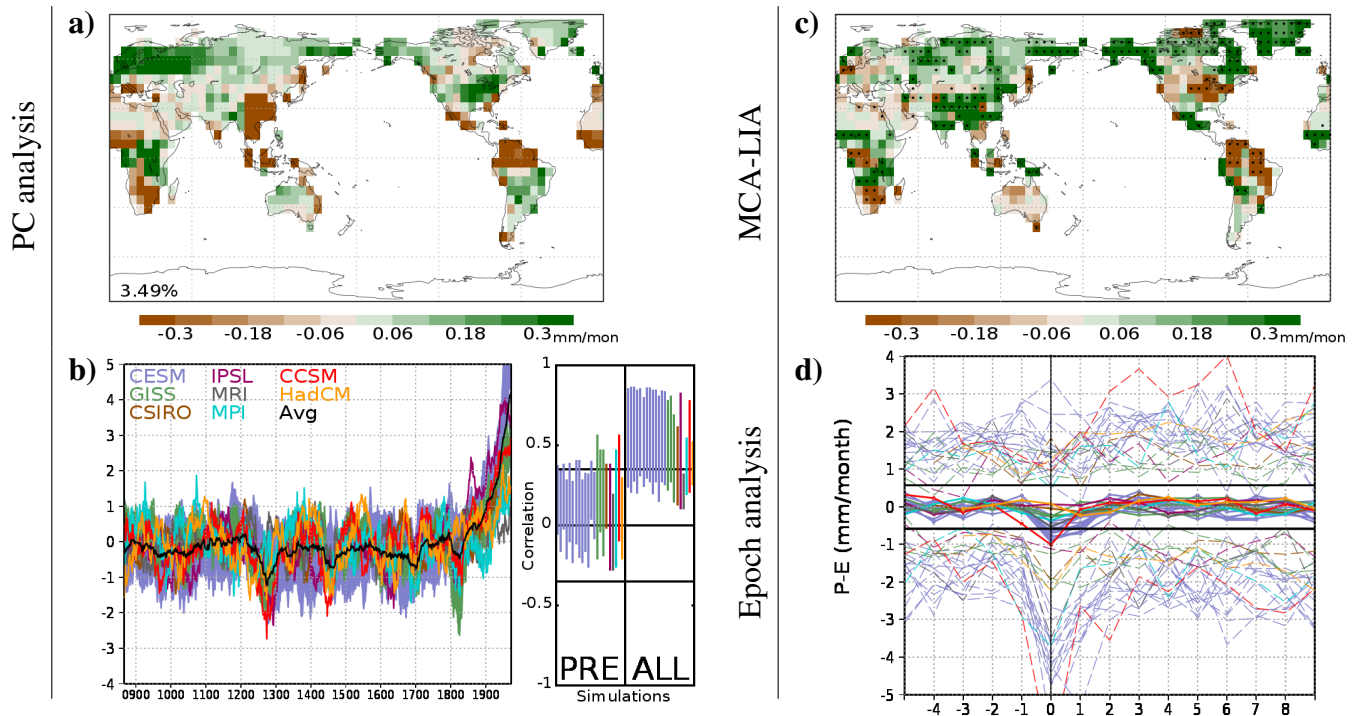 a)
PC analysis
3.49%
-0.3 -0.18 -0.06 0.06 0.18 0.3 mm/mon
b)
CESM IPSL CCSM
GISS MRI HadCM
CSIRO MPI Avg
5
4
3
2
1
0
-1
-2
-3
-4
0900 1000 1100 1200 1300 1400 1500 1600 1700 1800 1900
1
0.5
0
-0.5
-1
Correlation
PRE ALL
Simulations
c)
MCA-LIA
-0.3 -0.18 -0.06 0.06 0.18 0.3 mm/mon
d)
Epoch analysis
P-E (mm/month)
4
3
2
1
0
-1
-2
-3
-4
-5
-4 -3 -2 -1 0 1 2 3 4 5 6 7 8